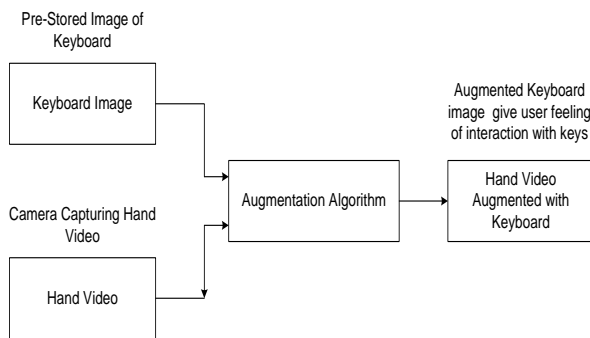 Pre-Stored Image of
Keyboard
Keyboard Image
Camera Capturing Hand
Video
Hand Video
Augmentation Algorithm
Augmented Keyboard
image give user feeling
of interaction with keys
Hand Video
Augmented with
Keyboard